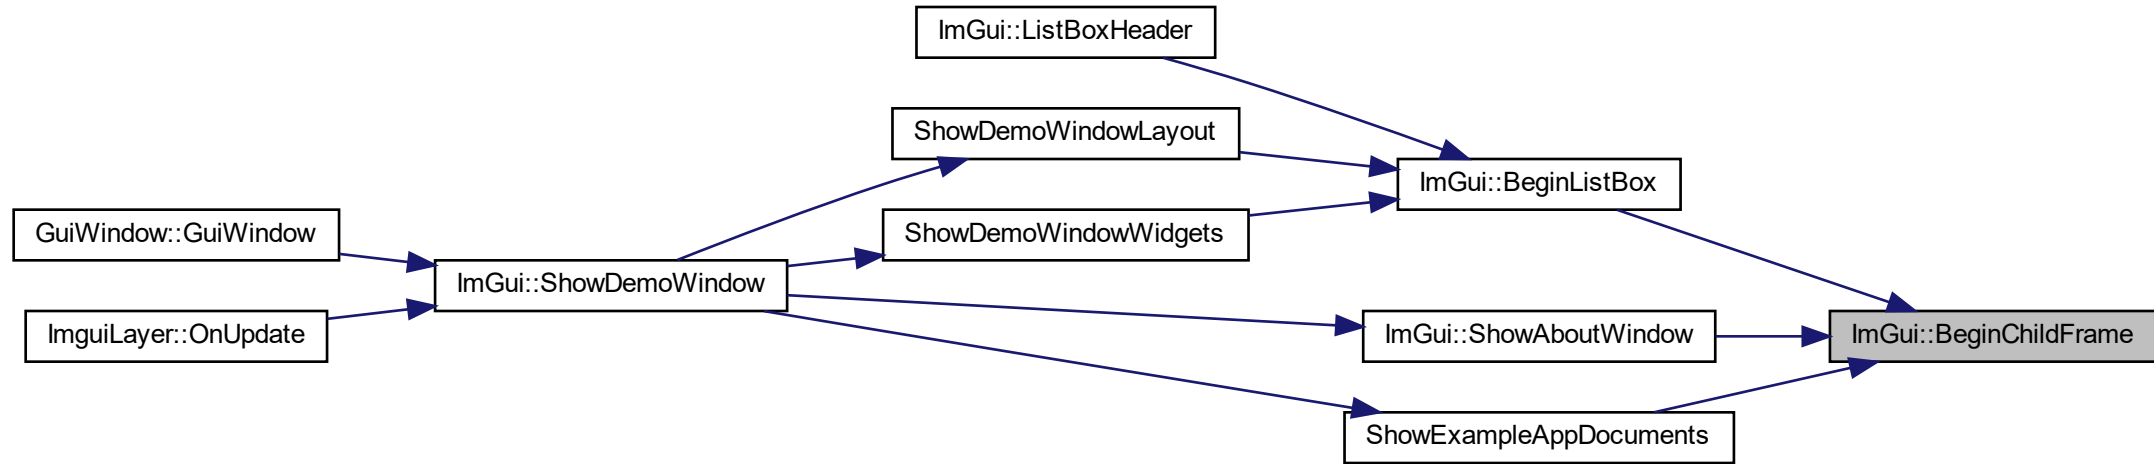 ImGui::ListBoxHeader
ShowDemoWindowLayout
ImGui::BeginListBox
GuiWindow::GuiWindow
ShowDemoWindowWidgets
ImGui::ShowDemoWindow
ImguiLayer::OnUpdate
ImGui::ShowAboutWindow
ImGui::BeginChildFrame
ShowExampleAppDocuments